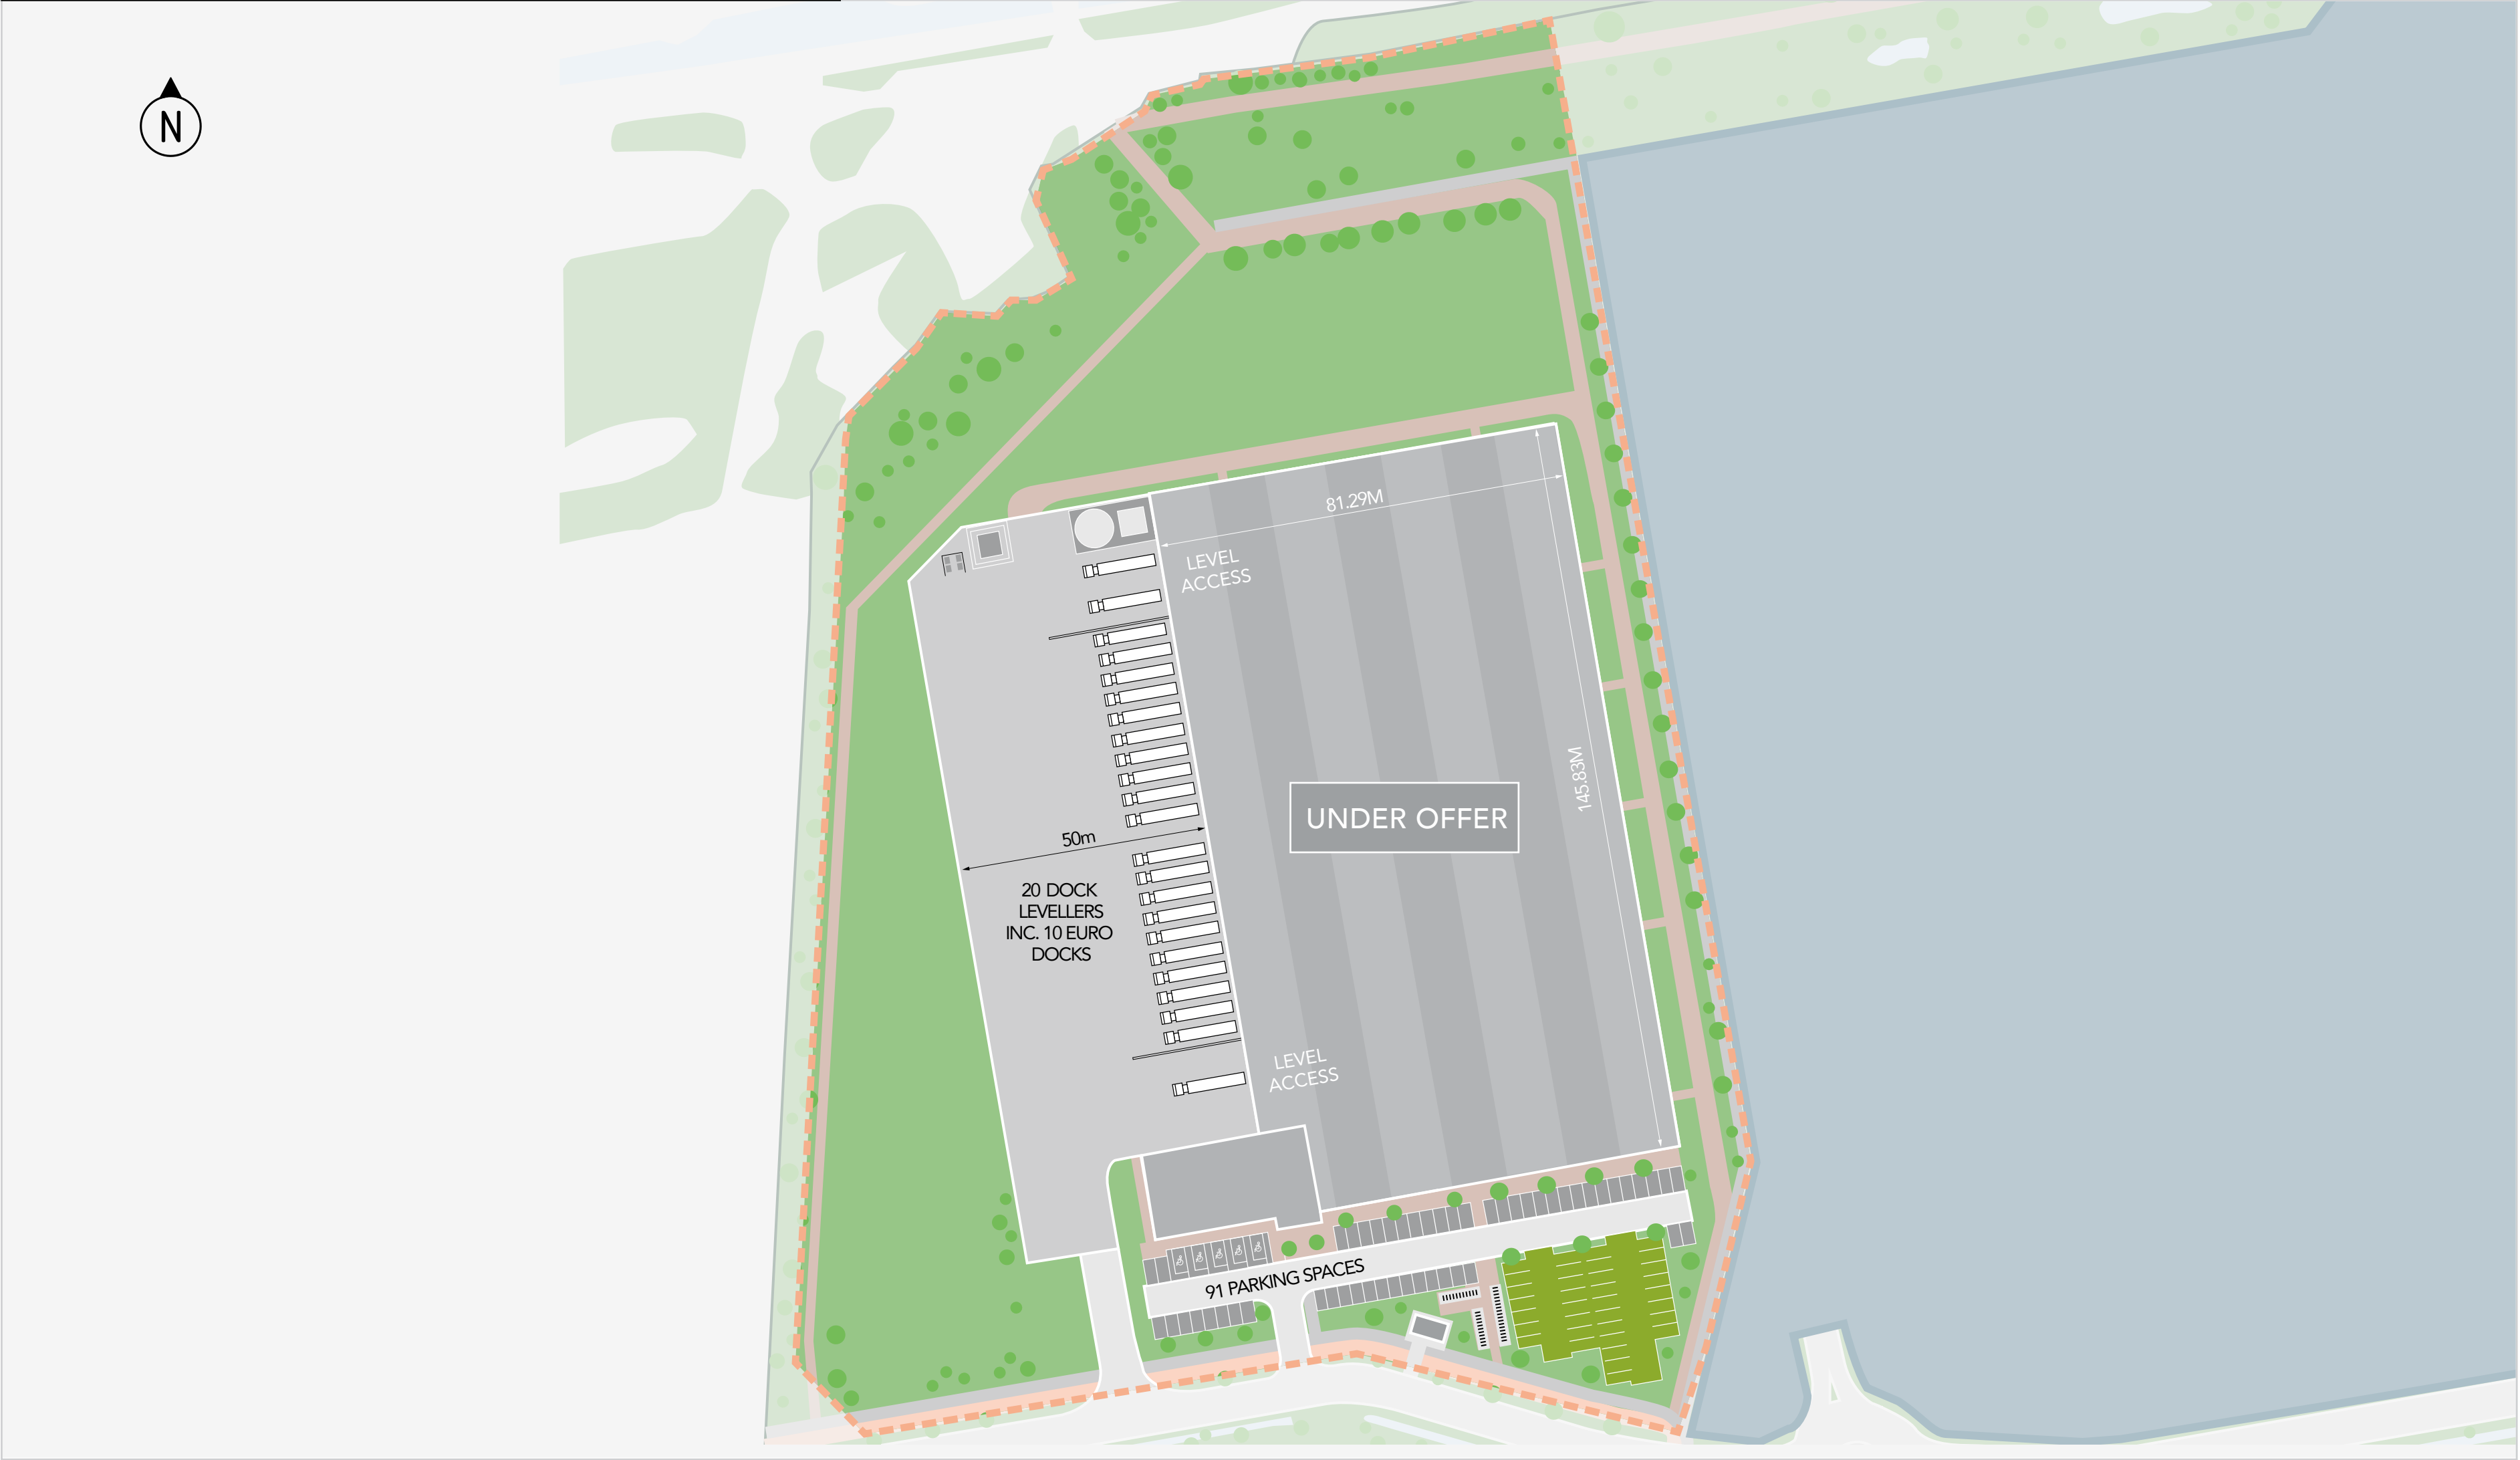 N
81.29M
LEVEL
ACCESS
145.83M
UNDER OFFER
50m
20 DOCK
LEVELLERS
INC. 10 EURO
DOCKS
LEVEL
ACCESS
91 PARKING SPACES